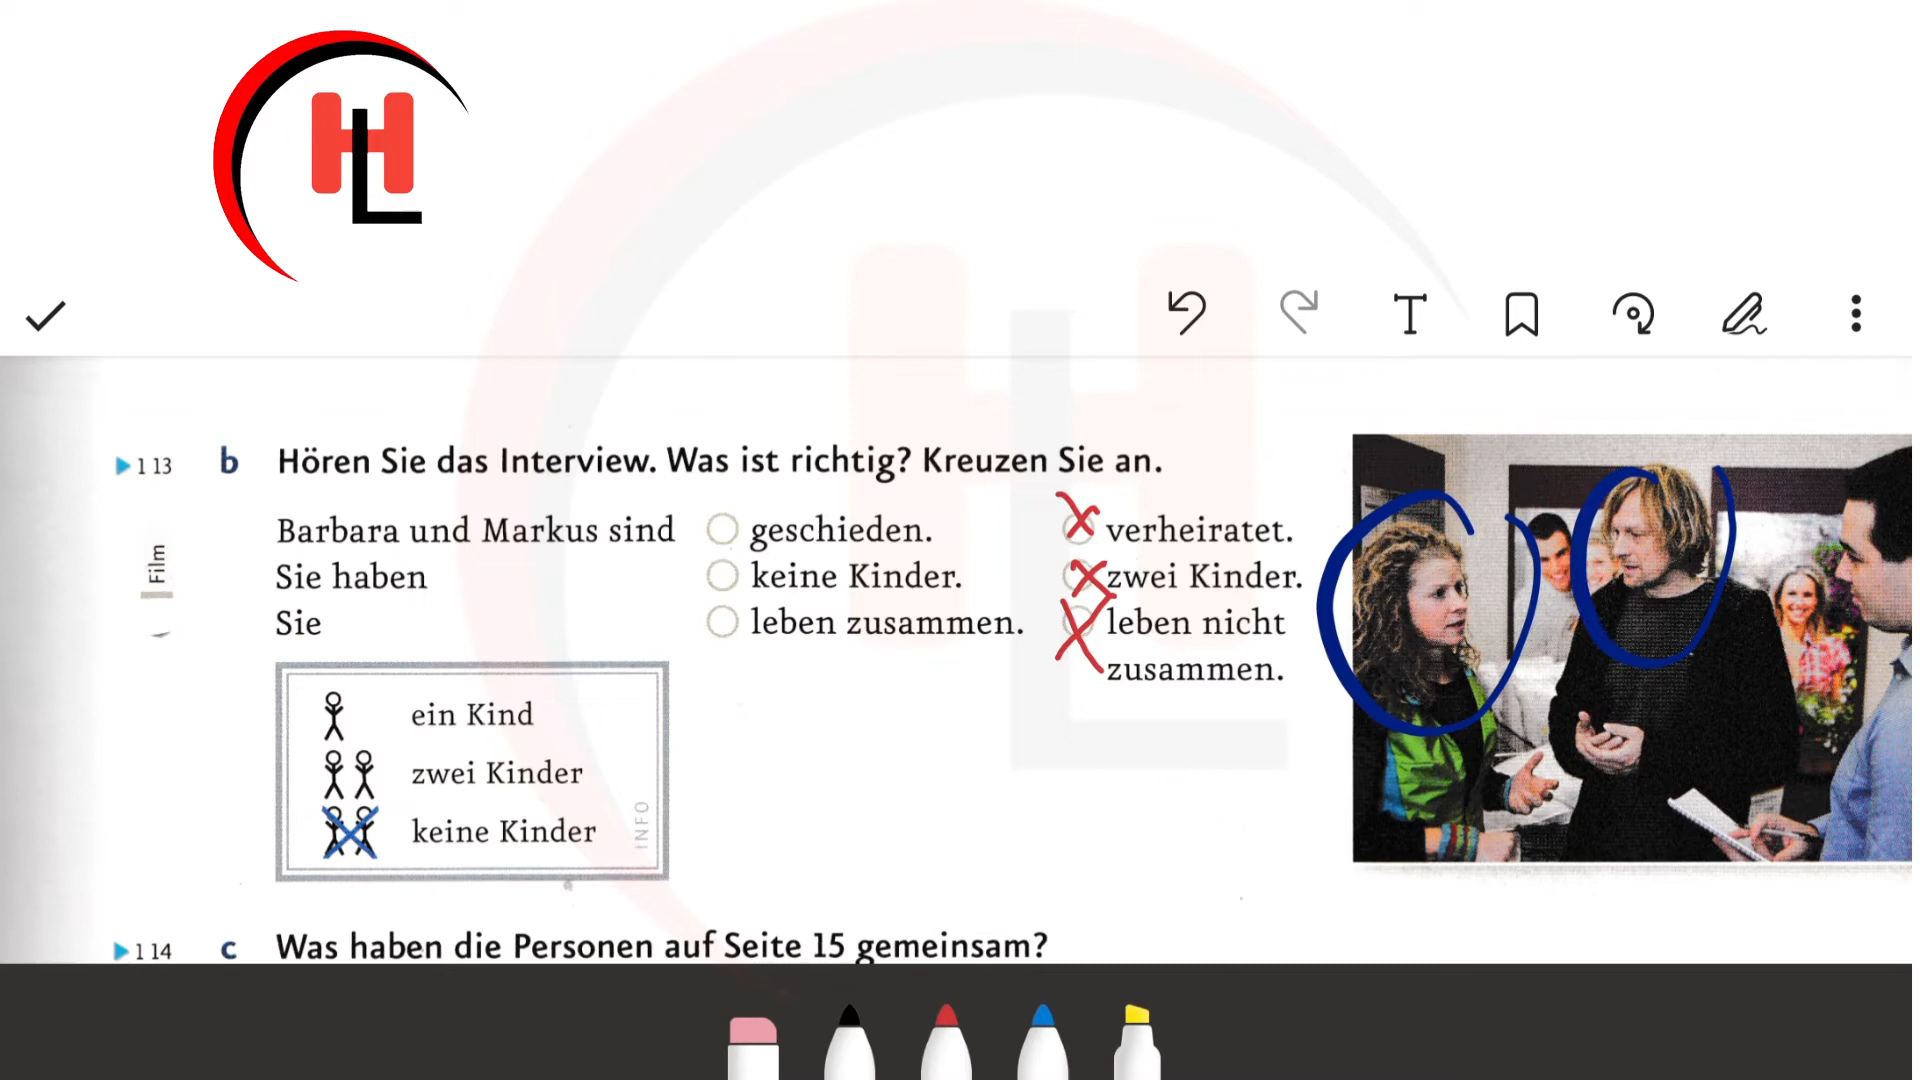 HL
1 13 b Hören Sie das Interview. Was ist richtig? Kreuzen Sie an.
Film
Barbara und Markus sind geschieden. verheiratet.
Sie haben keine Kinder. zwei Kinder.
Sie leben zusammen. leben nicht
zusammen.
ein Kind
zwei Kinder
keine Kinder
INFO
1 14 c Was haben die Personen auf Seite 15 gemeinsam?